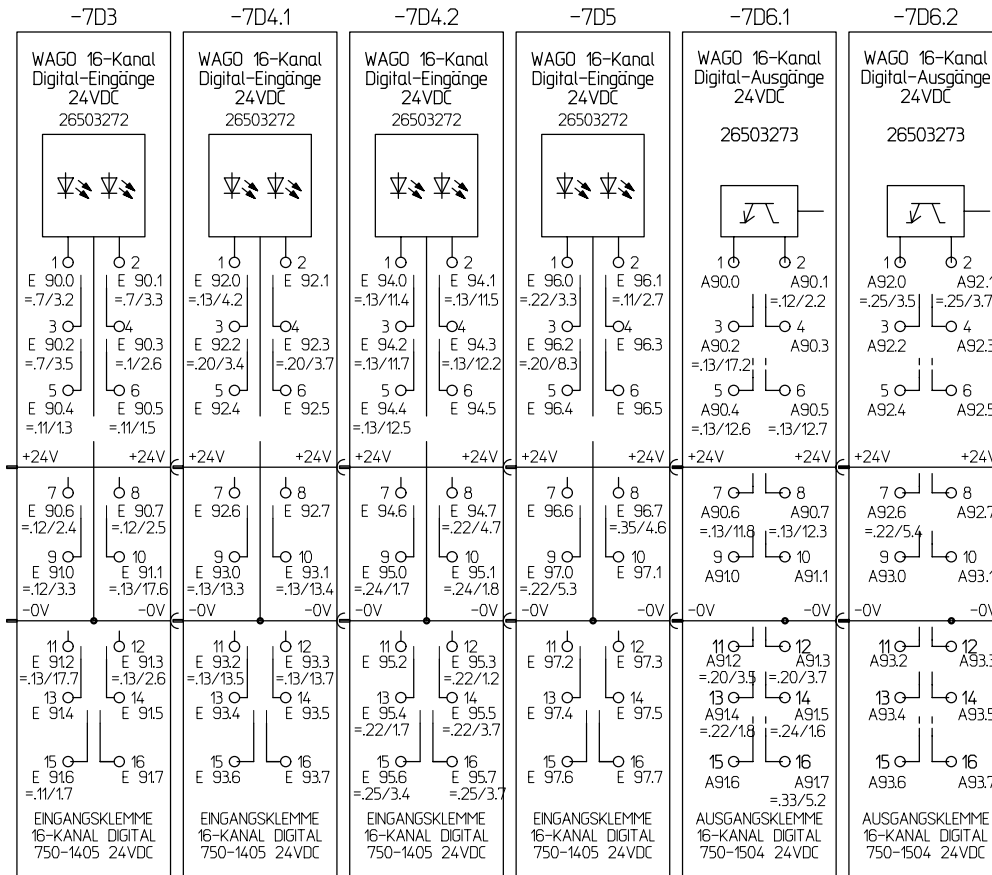 -7D3
WAGO 16-Kanal
Digital-Eingänge
24VDC
26503272
1 2
E 90.0 E 90.1
=.7/3.2 =.7/3.3
3 4
E 90.2 E 90.3
=.7/3.5 =.1/2.6
5 6
E 90.4 E 90.5
=.11/1.3 =.11/1.5
+24V +24V
7 8
E 90.6 E 90.7
=.12/2.4 =.12/2.5
9 10
E 91.0 E 91.1
=.12/3.3 =.13/17.6
-0V -0V
11 12
E 91.2 E 91.3
=.13/17.7 =.13/2.6
13 14
E 91.4 E 91.5
15 16
E 91.6 E 91.7
=.11/1.7
EINGANGSKLEMME
16-KANAL DIGITAL
750-1405 24VDC
-7D4.1
WAGO 16-Kanal
Digital-Eingänge
24VDC
26503272
1 2
E 92.0 E 92.1
=.13/4.2
3 4
E 92.2 E 92.3
=.20/3.4 =.20/3.7
5 6
E 92.4 E 92.5
+24V +24V
7 8
E 92.6 E 92.7
9 10
E 93.0 E 93.1
=.13/13.3 =.13/13.4
-0V -0V
11 12
E 93.2 E 93.3
=.13/13.5 =.13/13.7
13 14
E 93.4 E 93.5
15 16
E 93.6 E 93.7
EINGANGSKLEMME
16-KANAL DIGITAL
750-1405 24VDC
-7D4.2
WAGO 16-Kanal
Digital-Eingänge
24VDC
26503272
1 2
E 94.0 E 94.1
=.13/11.4 =.13/11.5
3 4
E 94.2 E 94.3
=.13/11.7 =.13/12.2
5 6
E 94.4 E 94.5
=.13/12.5
+24V +24V
7 8
E 94.6 E 94.7
=.22/4.7
9 10
E 95.0 E 95.1
=.24/1.7 =.24/1.8
-0V -0V
11 12
E 95.2 E 95.3
=.22/1.2
13 14
E 95.4 E 95.5
=.22/1.7 =.22/3.7
15 16
E 95.6 E 95.7
=.25/3.4 =.25/3.7
EINGANGSKLEMME
16-KANAL DIGITAL
750-1405 24VDC
-7D5
WAGO 16-Kanal
Digital-Eingänge
24VDC
26503272
1 2
E 96.0 E 96.1
=.22/3.3 =.11/2.7
3 4
E 96.2 E 96.3
=.20/8.3
5 6
E 96.4 E 96.5
+24V +24V
7 8
E 96.6 E 96.7
=.35/4.6
9 10
E 97.0 E 97.1
=.22/5.3
-0V -0V
11 12
E 97.2 E 97.3
13 14
E 97.4 E 97.5
15 16
E 97.6 E 97.7
EINGANGSKLEMME
16-KANAL DIGITAL
750-1405 24VDC
-7D6.1
WAGO 16-Kanal
Digital-Ausgänge
24VDC
26503273
1 2
A90.0 A90.1
=.12/2.2
3 4
A90.2 A90.3
=.13/17.2
5 6
A90.4 A90.5
=.13/12.6 =.13/12.7
+24V +24V
7 8
A90.6 A90.7
=.13/11.8 =.13/12.3
9 10
A91.0 A91.1
-0V -0V
11 12
A91.2 A91.3
=.20/3.5 =.20/3.7
13 14
A91.4 A91.5
=.22/1.8 =.24/1.6
15 16
A91.6 A91.7
=.33/5.2
AUSGANGSKLEMME
16-KANAL DIGITAL
750-1504 24VDC
-7D6.2
WAGO 16-Kanal
Digital-Ausgänge
24VDC
26503273
1 2
A92.0 A92.1
=.25/3.5 =.25/3.7
3 4
A92.2 A92.3
5 6
A92.4 A92.5
+24V +24V
7 8
A92.6 A92.7
=.22/5.4
9 10
A93.0 A93.1
-0V -0V
11 12
A93.2 A93.3
13 14
A93.4 A93.5
15 16
A93.6 A93.7
AUSGANGSKLEMME
16-KANAL DIGITAL
750-1504 24VDC